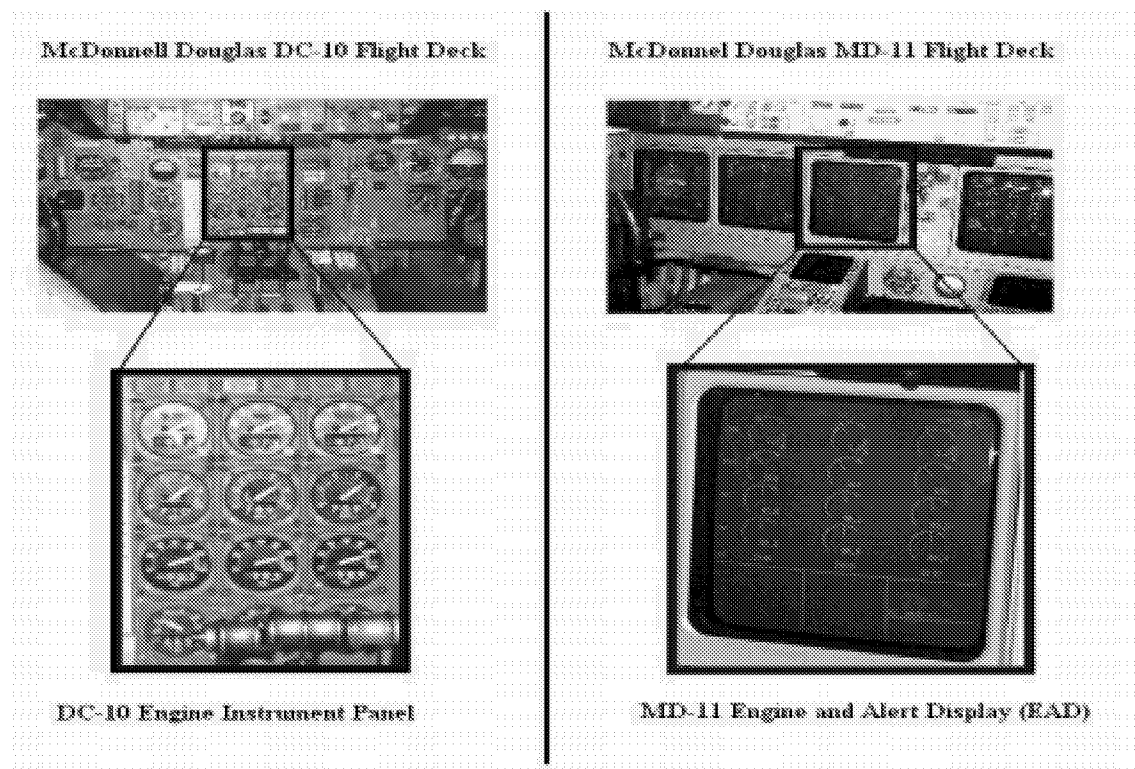 McDonnell Douglas DC-10 Flight Deck
McDonnel Douglas MD-11 Flight Deck
DC-10 Engine Instrument Panel
MD-11 Engine and Alert Display (EAD)